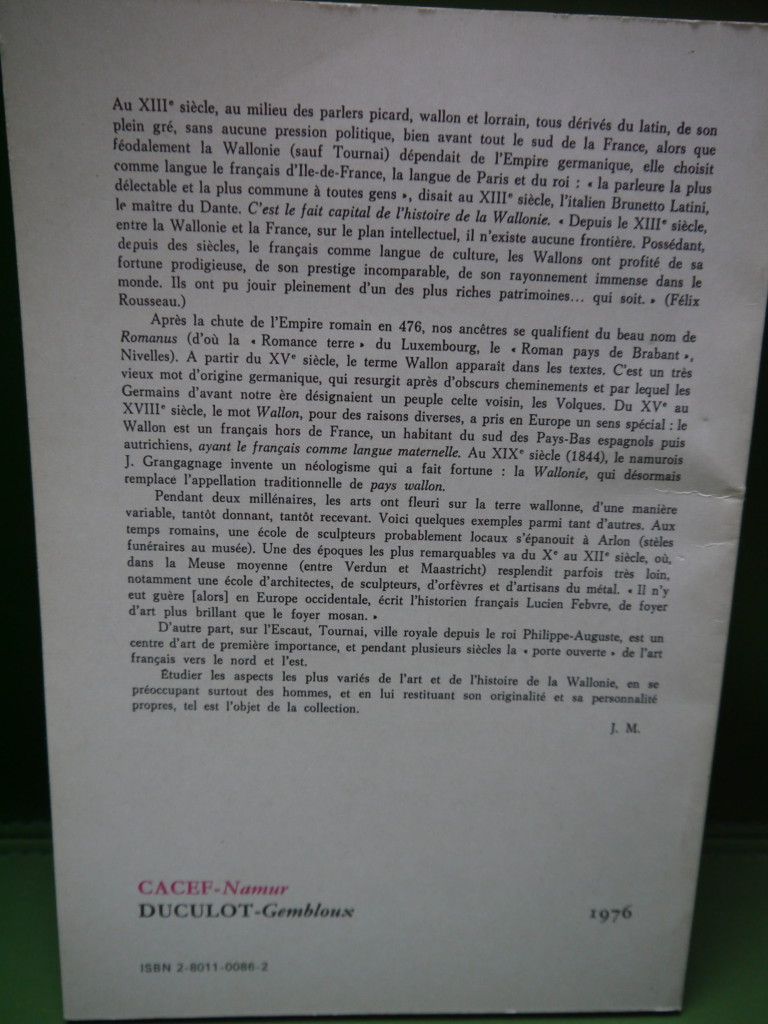 Au XIIIe siècle, au milieu des parlers picard, wallon et lorrain, tous dérivés du latin, de son
plein gré, sans aucune pression politique, bien avant tout le sud de la France, alors que
féodalement la Wallonie (sauf Tournai) dépendait de l'Empire germanique, elle choisit
comme langue le français d'Ile-de-France, la langue de Paris et du roi : « la parleure la plus
délectable et la plus commune à toutes gens », disait au XIIIe siècle, l'italien Brunetto Latini,
le maître du Dante. C'est le fait capital de l'histoire de la Wallonie. « Depuis le XIIIe siècle,
entre la Wallonie et la France, sur le plan intellectuel, il n'existe aucune frontière. Possédant,
depuis des siècles, le français comme langue de culture, les Wallons ont profité de sa
fortune prodigieuse, de son prestige incomparable, de son rayonnement immense dans le
monde. Ils ont pu jouir pleinement d'un des plus riches patrimoines... qui soit. » (Félix
Rousseau.)
Après la chute de l'Empire romain en 476, nos ancêtres se qualifient du beau nom de
Romanus (d'où la « Romance terre » du Luxembourg, le « Roman pays de Brabant »,
Nivelles). A partir du XVe siècle, le terme Wallon apparaît dans les textes. C'est un très
vieux mot d'origine germanique, qui resurgit après d'obscurs cheminements et par lequel les
Germains d'avant notre ère désignaient un peuple celte voisin, les Volques. Du XVe au
XVIIIe siècle, le mot Wallon, pour des raisons diverses, a pris en Europe un sens spécial : le
Wallon est un français hors de France, un habitant du sud des Pays-Bas espagnols puis
autrichiens, ayant le français comme langue maternelle. Au XIXe siècle (1844), le namurois
J. Grangagnage invente un néologisme qui a fait fortune : la Wallonie, qui désormais
remplace l'appellation traditionnelle de pays wallon.
Pendant deux millénaires, les arts ont fleuri sur la terre wallonne, d'une manière
variable, tantôt donnant, tantôt recevant. Voici quelques exemples parmi tant d'autres. Aux
temps romains, une école de sculpteurs probablement locaux s'épanouit à Arlon (stèles
funéraires au musée). Une des époques les plus remarquables va du Xe au XIIe siècle, où,
dans la Meuse moyenne (entre Verdun et Maastricht) resplendit parfois très loin,
notamment une école d'architectes, de sculpteurs, d'orfèvres et d'artisans du métal. « Il n'y
eut guère [alors] en Europe occidentale, écrit l'historien français Lucien Febvre, de foyer
d'art plus brillant que le foyer mosan. »
D'autre part, sur l'Escaut, Tournai, ville royale depuis le roi Philippe-Auguste, est un
centre d'art de première importance, et pendant plusieurs siècles la « porte ouverte » de l'art
français vers le nord et l'est.
Étudier les aspects les plus variés de l'art et de l'histoire de la Wallonie, en se
préoccupant surtout des hommes, et en lui restituant son originalité et sa personnalité
propres, tel est l'objet de la collection.
J. M.
CACEF-Namur
DUCULOT-Gembloux 1976
ISBN 2-8011-0086-2